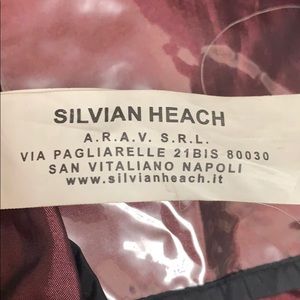 SILVIAN HEACH
A.R.A.V. S.R.L.
VIA PAGLIARELLE 21BIS 80030
SAN VITALIANO NAPOLI
www.silvianheach.it